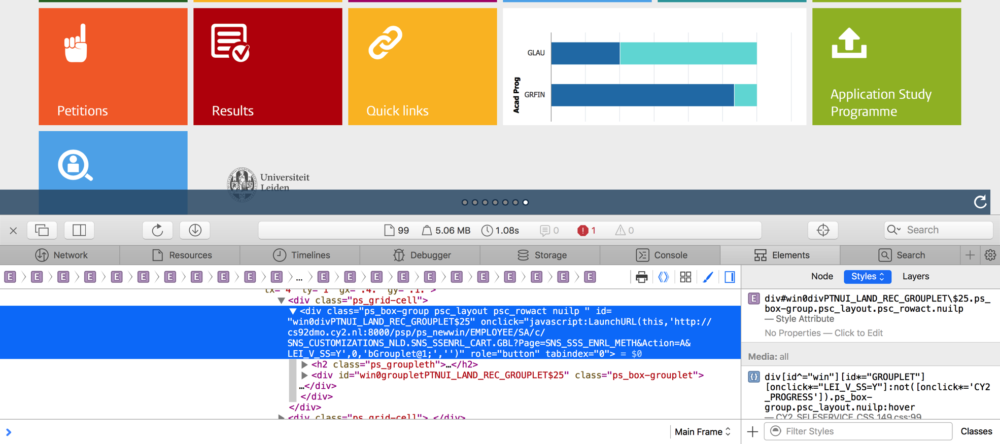 GLAU
Acad Prog
GRFIN
Petitions
Results
Quick links
Application Study
Programme
Universiteit
Leiden
99
5.06 MB
1.08s
0
1
0
Search
Network
Resources
Timelines
Debugger
Storage
Console
Elements
Search
E E E E E E E E E E E ... E E E E E E E E E E E
Node
Styles
Layers
tx="4" ty="1" gx=".4." gy=".1.">
<div class="ps_grid-cell">
<div class="ps_box-group psc_layout psc_rowact nuilp " id=
"win0divPTNUI_LAND_REC_GROUPLET$25" onclick="javascript:LaunchURL(this,'http://
cs92dmo.cy2.nl:8000/psp/ps_newwin/EMPLOYEE/SA/c/
SNS_CUSTOMIZATIONS_NLD.SNS_SSENRL_CART.GBL?Page=SNS_SSS_ENRL_METH&Action=A&
LEI_V_SS=Y',0,'bGrouplet@1;','')" role="button" tabindex="0"> = $0
<h2 class="ps_groupleth">…</h2>
<div id="win0groupletPTNUI_LAND_REC_GROUPLET$25" class="ps_box-grouplet">
…</div>
</div>
</div>
<div class="ps_grid-cell">…</div>
E
div#win0divPTNUI_LAND_REC_GROUPLET\$25.ps_
box-group.psc_layout.psc_rowact.nuilp
— Style Attribute
No Properties — Click to Edit
Media: all
div[id^="win"][id*="GROUPLET"]
[onclick*="LEI_V_SS=Y"]:not([onclick*='CY2
_PROGRESS']).ps_box-
group.psc_layout.nuilp:hover
— CY2_SELFSERVICE_CSS_149.css:99
Main Frame
Filter Styles
Classes